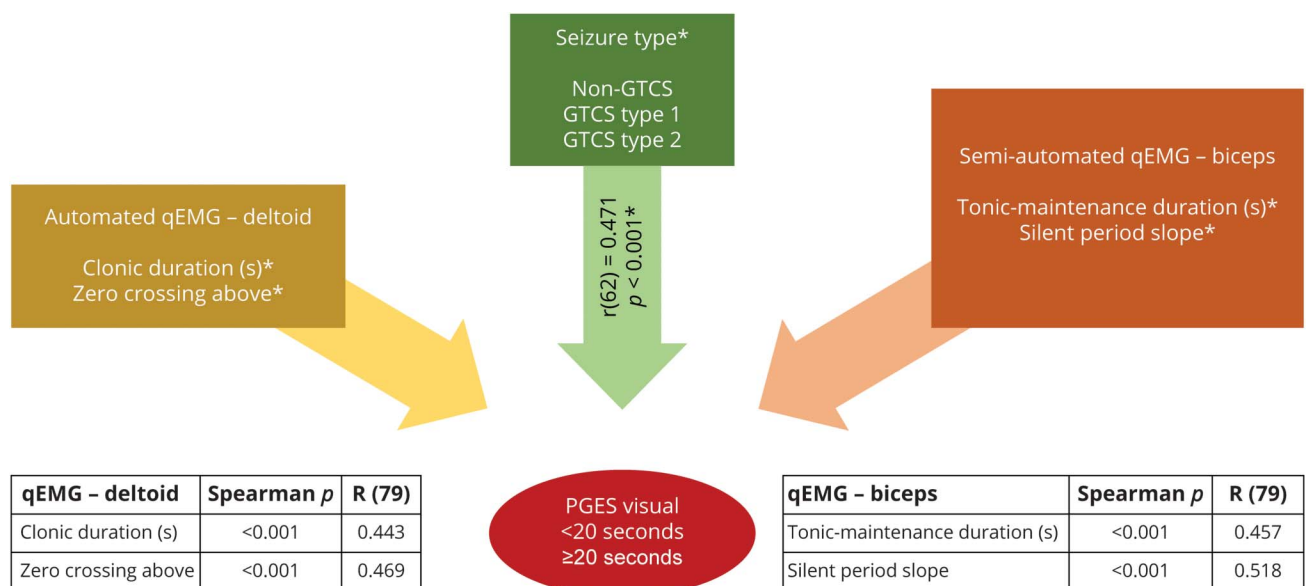 Seizure type*
Non-GTCS
GTCS type 1
GTCS type 2
Automated qEMG – deltoid
Clonic duration (s)*
Zero crossing above*
r(62) = 0.471
p < 0.001*
Semi-automated qEMG – biceps
Tonic-maintenance duration (s)*
Silent period slope*
qEMG – deltoid Spearman p R (79)
Clonic duration (s) <0.001 0.443
Zero crossing above <0.001 0.469
PGES visual
<20 seconds
≥20 seconds
qEMG – biceps Spearman p R (79)
Tonic-maintenance duration (s) <0.001 0.457
Silent period slope <0.001 0.518